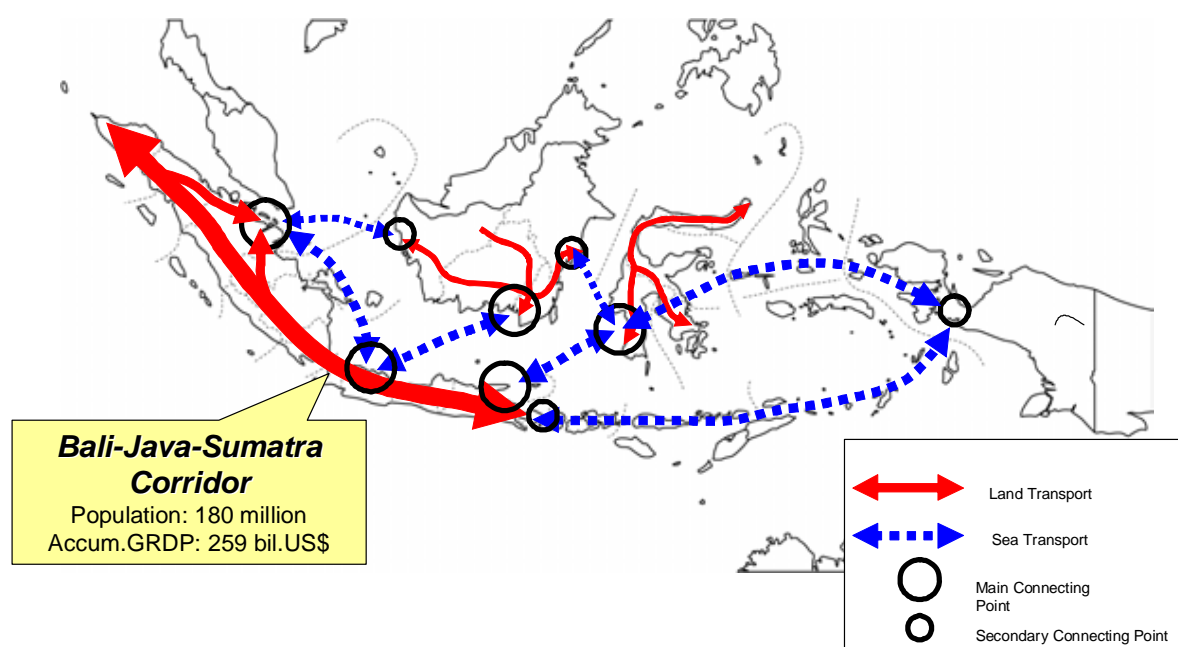 Bali-Java-Sumatra
Corridor
Population: 180 million
Accum.GRDP: 259 bil.US$
Land Transport
Sea Transport
Main Connecting
Point
Secondary Connecting Point